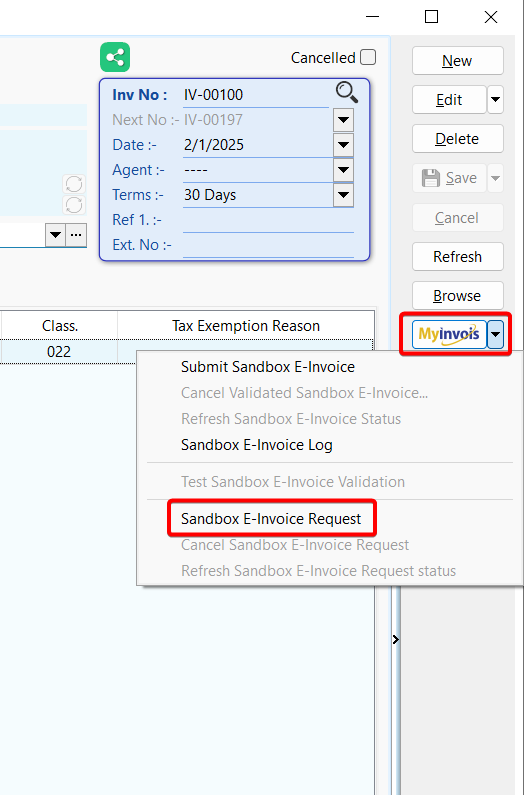 Cancelled
Inv No : IV-00100
Next No :- IV-00197
Date :- 2/1/2025
Agent :- ----
Terms :- 30 Days
Ref 1. :-
Ext. No :-
New
Edit
Delete
Save
Cancel
Refresh
Browse
Myinvois
Class. Tax Exemption Reason
022
Submit Sandbox E-Invoice
Cancel Validated Sandbox E-Invoice...
Refresh Sandbox E-Invoice Status
Sandbox E-Invoice Log
Test Sandbox E-Invoice Validation
Sandbox E-Invoice Request
Cancel Sandbox E-Invoice Request
Refresh Sandbox E-Invoice Request status